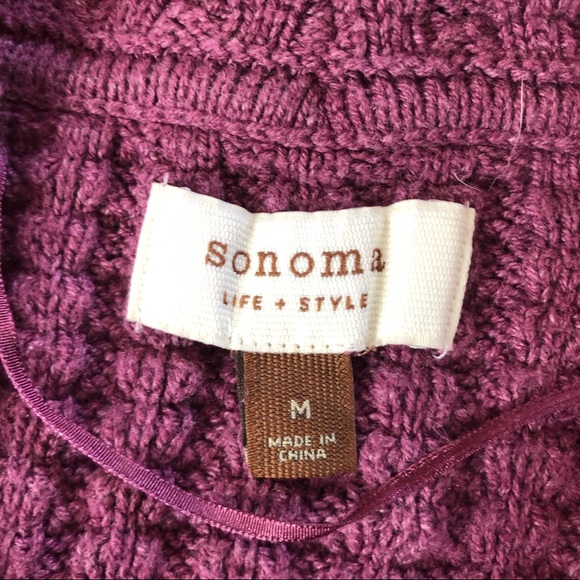 sonoma
LIFE + STYLE
M
MADE IN
CHINA